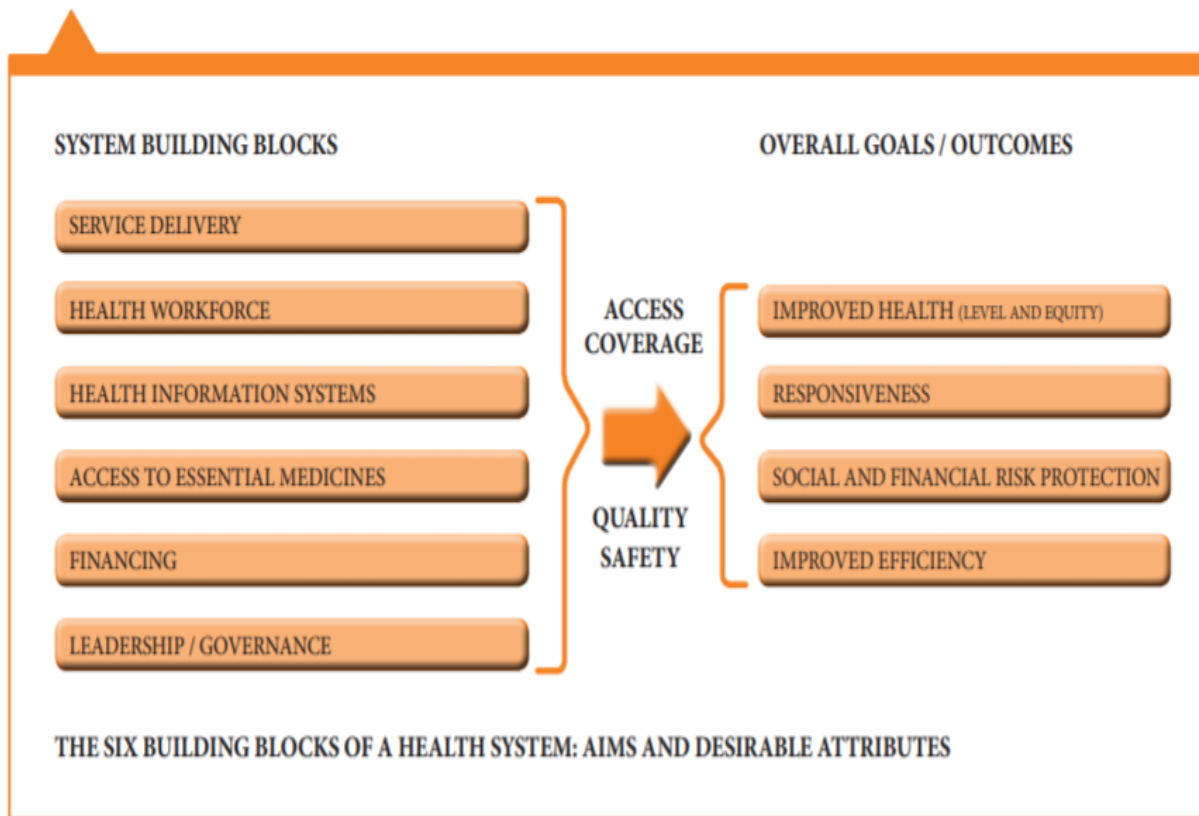 SYSTEM BUILDING BLOCKS
SERVICE DELIVERY
HEALTH WORKFORCE
HEALTH INFORMATION SYSTEMS
ACCESS TO ESSENTIAL MEDICINES
FINANCING
LEADERSHIP / GOVERNANCE
ACCESS
COVERAGE
QUALITY
SAFETY
OVERALL GOALS / OUTCOMES
IMPROVED HEALTH (LEVEL AND EQUITY)
RESPONSIVENESS
SOCIAL AND FINANCIAL RISK PROTECTION
IMPROVED EFFICIENCY
THE SIX BUILDING BLOCKS OF A HEALTH SYSTEM: AIMS AND DESIRABLE ATTRIBUTES